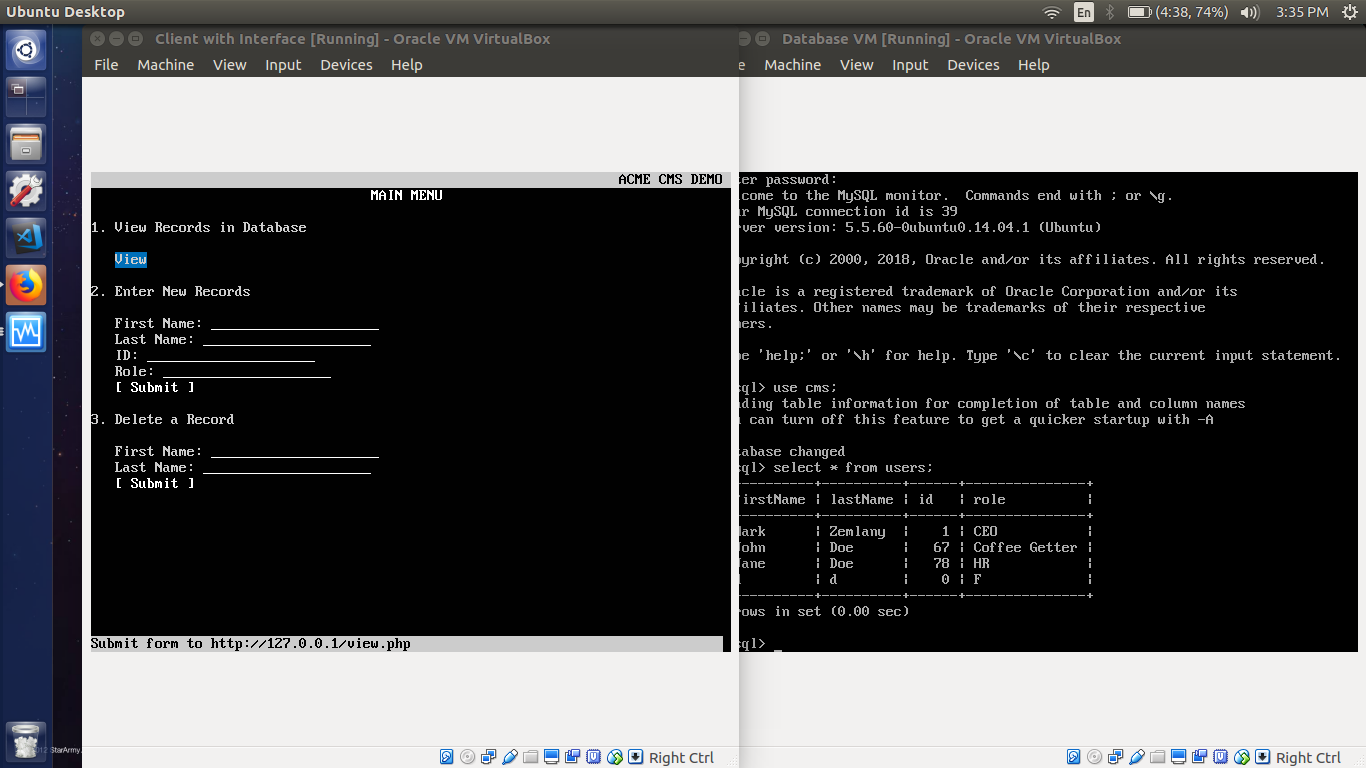 Ubuntu Desktop
En
(4:38, 74%)
3:35 PM
Client with Interface [Running] - Oracle VM VirtualBox
File Machine View Input Devices Help
ACME CMS DEMO
MAIN MENU
1. View Records in Database
View
2. Enter New Records
First Name: ____________________
Last Name: ____________________
ID: ____________________
Role: ____________________
[ Submit ]
3. Delete a Record
First Name: ____________________
Last Name: ____________________
[ Submit ]
Submit form to http://127.0.0.1/view.php
Right Ctrl
Database VM [Running] - Oracle VM VirtualBox
e Machine View Input Devices Help
ter password:
come to the MySQL monitor.  Commands end with ; or \g.
r MySQL connection id is 39
rver version: 5.5.60-0ubuntu0.14.04.1 (Ubuntu)
yright (c) 2000, 2018, Oracle and/or its affiliates. All rights reserved.
cle is a registered trademark of Oracle Corporation and/or its
iliates. Other names may be trademarks of their respective
ers.
e 'help;' or '\h' for help. Type '\c' to clear the current input statement.
sql> use cms;
ding table information for completion of table and column names
can turn off this feature to get a quicker startup with -A
abase changed
sql> select * from users;
irstName | lastName | id | role |
ark | Zemlany | 1 | CEO |
ohn | Doe | 67 | Coffee Getter |
ane | Doe | 78 | HR |
| d | 0 | F |
rows in set (0.00 sec)
sql> _
Right Ctrl
StarArmy.